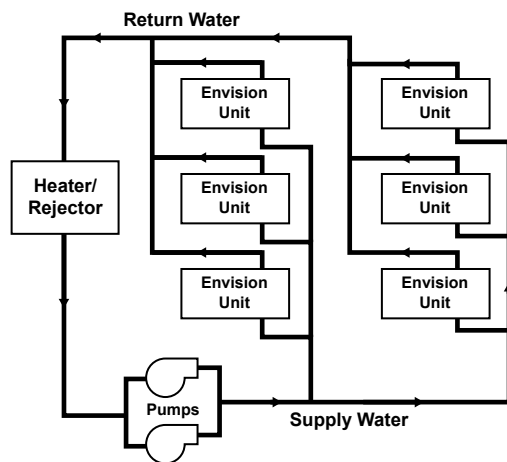 Return Water
Envision
Unit
Envision
Unit
Heater/
Rejector
Envision
Unit
Envision
Unit
Envision
Unit
Envision
Unit
Pumps
Supply Water